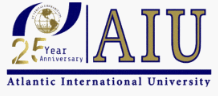 25 Year
Anniversary
AIU
Atlantic International University